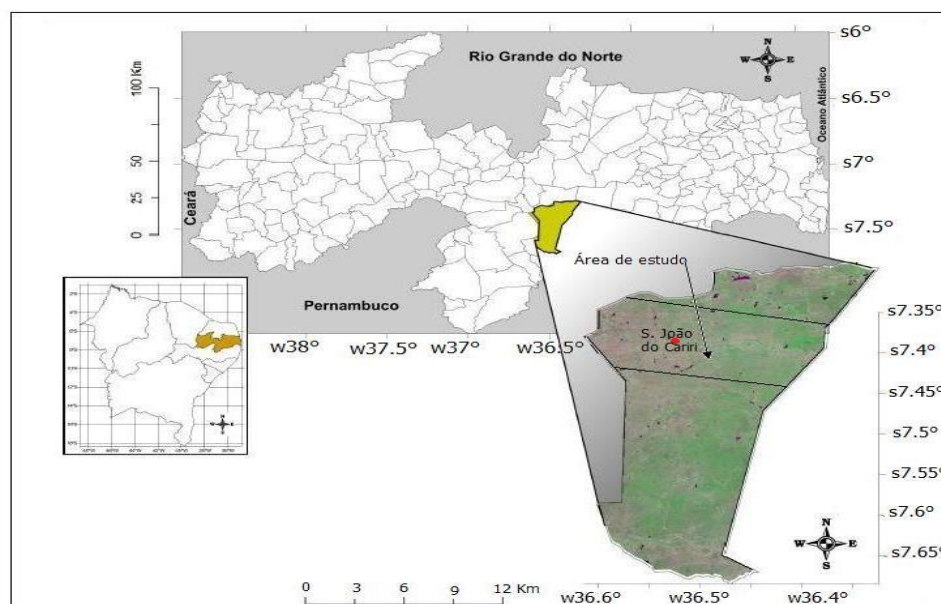 s6°
Rio Grande do Norte
N
W E
S
100 Km
s6.5°
Oceano Atlântico
50
s7°
25
Ceará
0
s7.5°
Área de estudo
Pernambuco
s7.35°
S. João
do Cariri
w38° w37.5° w37° w36.5°
s7.4°
s7.45°
s7.5°
s7.55°
s7.6°
N
W E
S
s7.65°
0 3 6 9 12 Km
w36.6° w36.5° w36.4°